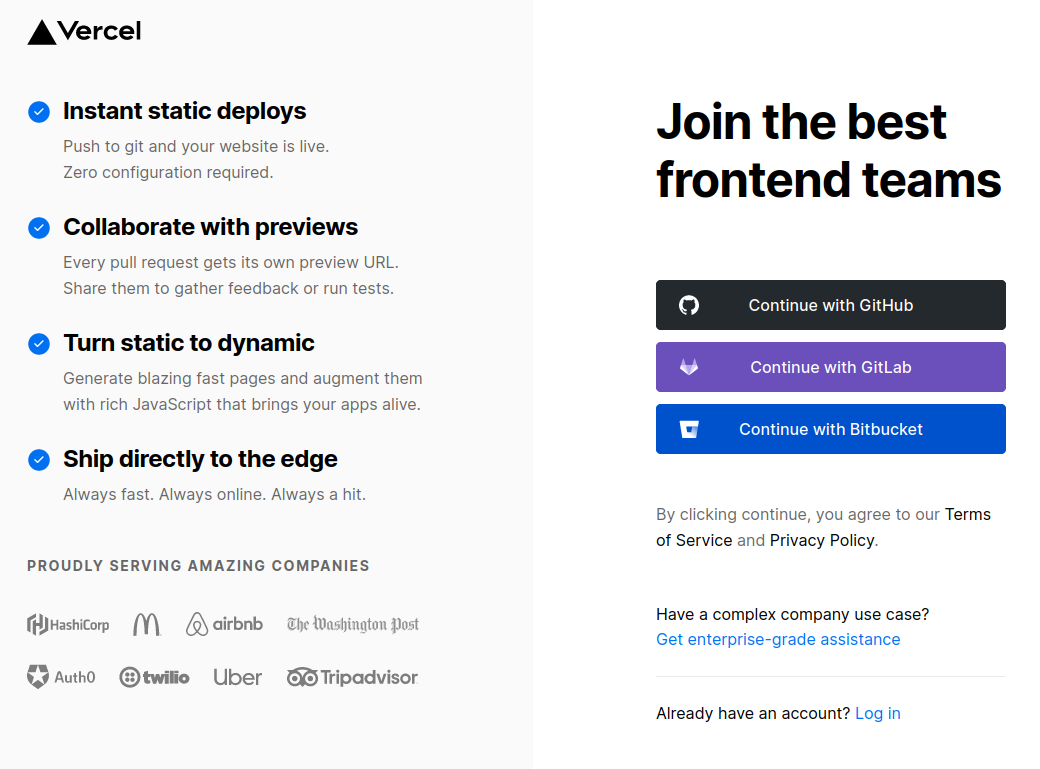 Vercel
Instant static deploys
Push to git and your website is live.
Zero configuration required.
Collaborate with previews
Every pull request gets its own preview URL.
Share them to gather feedback or run tests.
Turn static to dynamic
Generate blazing fast pages and augment them
with rich JavaScript that brings your apps alive.
Ship directly to the edge
Always fast. Always online. Always a hit.
PROUDLY SERVING AMAZING COMPANIES
HashiCorp airbnb The Washington Post
Auth0 twilio Uber Tripadvisor
Join the best
frontend teams
Continue with GitHub
Continue with GitLab
Continue with Bitbucket
By clicking continue, you agree to our Terms
of Service and Privacy Policy.
Have a complex company use case?
Get enterprise-grade assistance
Already have an account? Log in